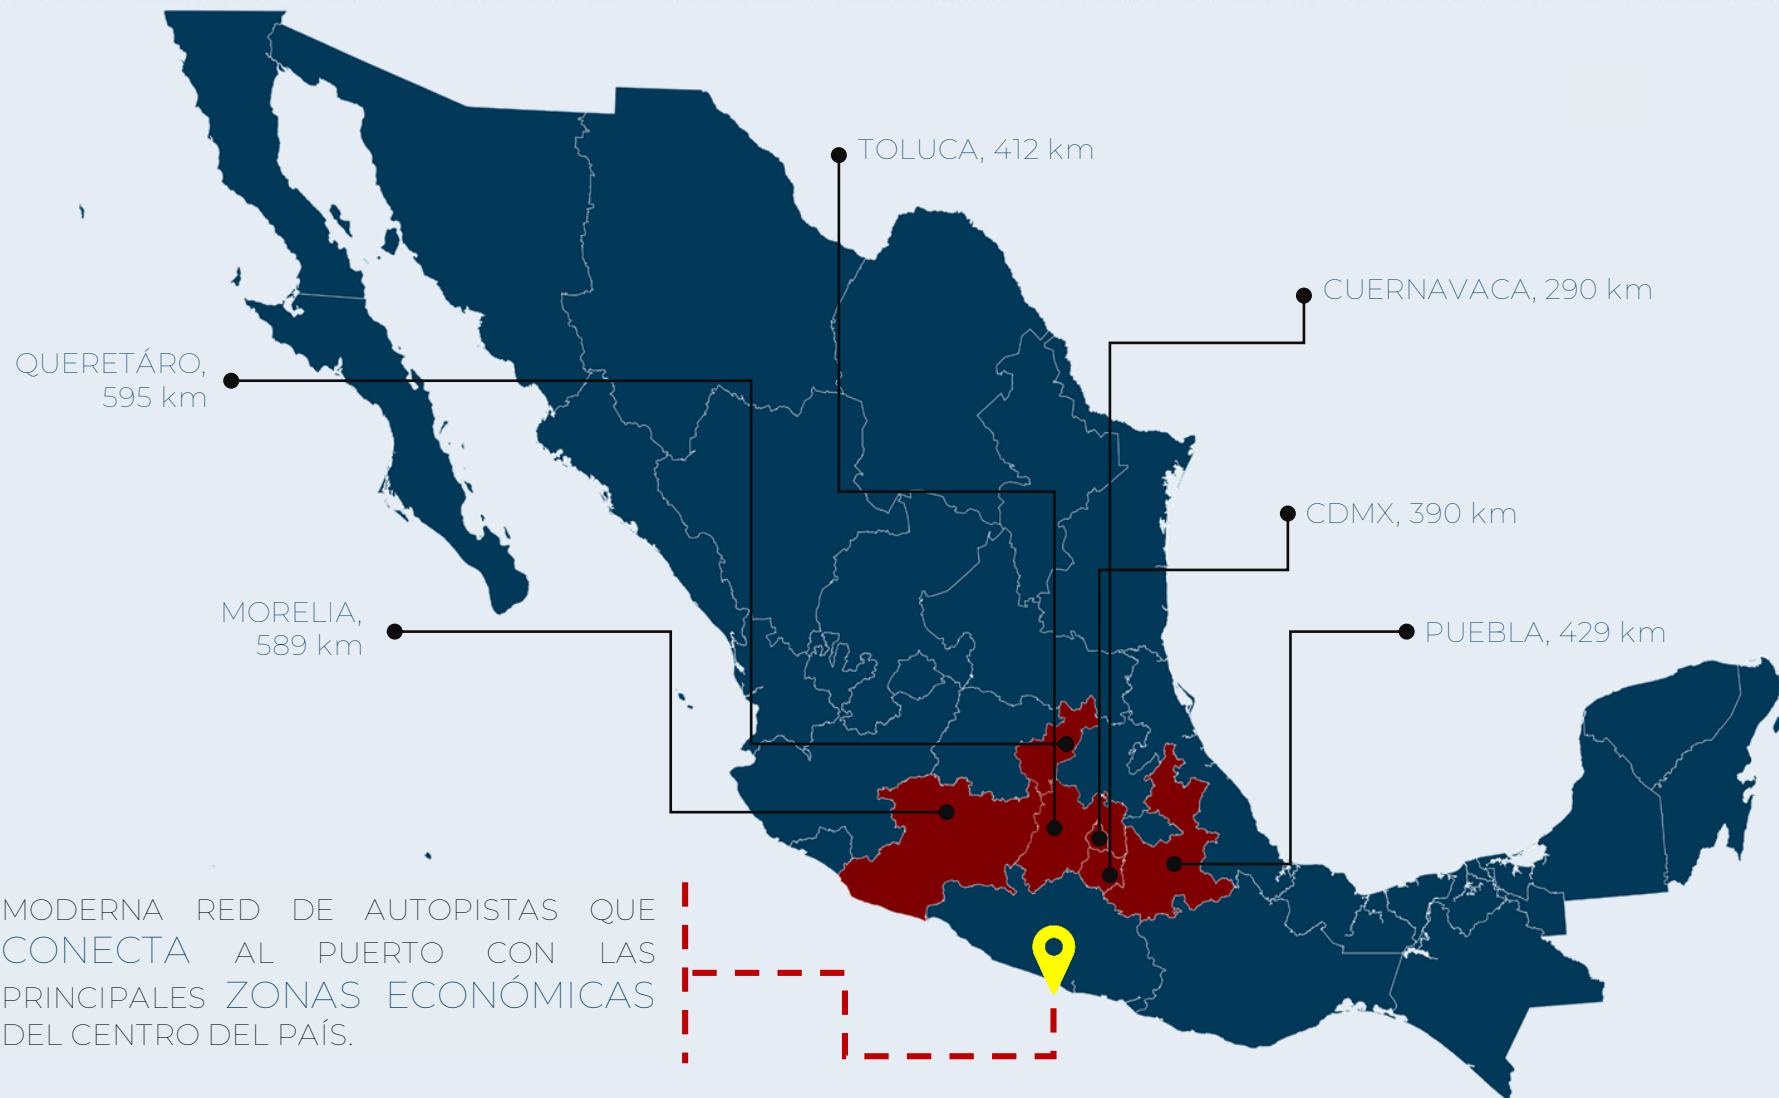 TOLUCA, 412 km
CUERNAVACA, 290 km
QUERETÁRO,
595 km
CDMX, 390 km
MORELIA,
589 km
PUEBLA, 429 km
MODERNA RED DE AUTOPISTAS QUE
CONECTA AL PUERTO CON LAS
PRINCIPALES ZONAS ECONÓMICAS
DEL CENTRO DEL PAÍS.